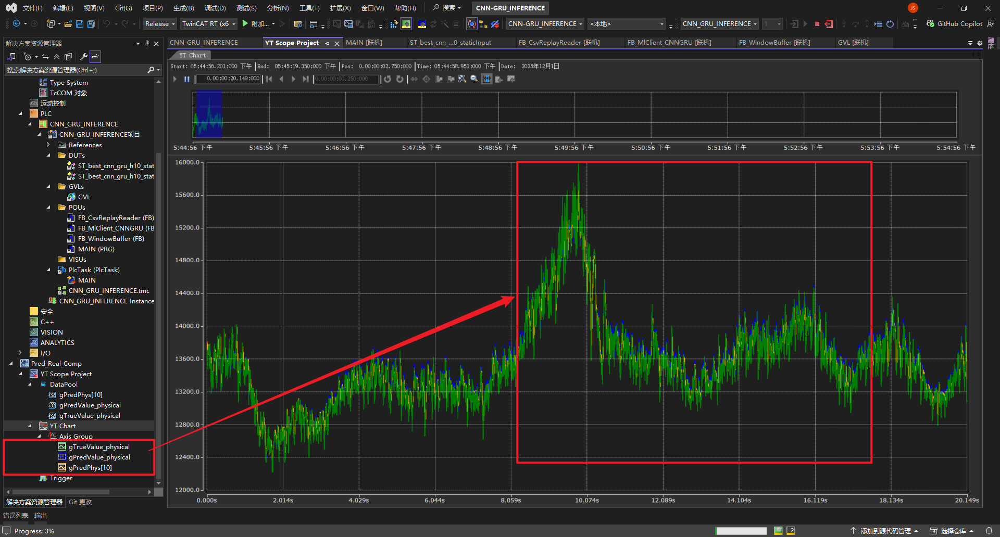 文件(F) 编辑(E) 视图(V) Git(G) 项目(P) 生成(B) 调试(D) 测试(S) 分析(N) 工具(T) 扩展(X) 窗口(W) 帮助(H) 搜索 CNN-GRU_INFERENCE JS
Release TwinCAT RT (x6 附加... CNN-GRU_INFERENCE <本地> CNN_GRU_INFERENCE 1 GitHub Copilot
解决方案资源管理器
搜索解决方案资源管理器(Ctrl+;)
Type System
TcCOM 对象
运动控制
PLC
CNN_GRU_INFERENCE
CNN_GRU_INFERENCE项目
References
DUTs
ST_best_cnn_gru_h10_stat
ST_best_cnn_gru_h10_stat
GVLs
GVL
POUs
FB_CsvReplayReader (FB)
FB_MlClient_CNNGRU (FB
FB_WindowBuffer (FB)
MAIN (PRG)
VISUs
PlcTask (PlcTask)
MAIN
CNN_GRU_INFERENCE.tmc
CNN_GRU_INFERENCE Instance
安全
C++
VISION
ANALYTICS
I/O
Pred_Real_Comp
YT Scope Project
DataPool
gPredPhys[10]
gPredValue_physical
gTrueValue_physical
YT Chart
Axis Group
gTrueValue_physical
gPredValue_physical
gPredPhys[10]
Trigger
解决方案资源管理器 Git 更改
CNN-GRU_INFERENCE YT Scope Project MAIN [联机] ST_best_cnn_...0_staticInput FB_CsvReplayReader [联机] FB_MlClient_CNNGRU [联机] FB_WindowBuffer [联机] GVL [联机]
YT Chart
Start: 05:44:56.201:000 下午 End: 05:45:19.350:000 下午 Pos: 0.00:00:02.750:000 Time: 05:44:58.951:000 下午 Date: 2025年12月1日
0.00:00:20.149:000 0.00:00:00.250:000
5:44:56 下午 5:45:56 下午 5:46:56 下午 5:47:56 下午 5:48:56 下午 5:49:56 下午 5:50:56 下午 5:51:56 下午 5:52:56 下午 5:53:56 下午 5:54:56 下午
16000.0
15600.0
15200.0
14800.0
14400.0
14000.0
13600.0
13200.0
12800.0
12400.0
12000.0
0.000s 2.014s 4.029s 6.044s 8.059s 10.074s 12.089s 14.104s 16.119s 18.134s 20.149s
错误列表 输出
Progress: 3% 2 添加到源代码管理 选择仓库